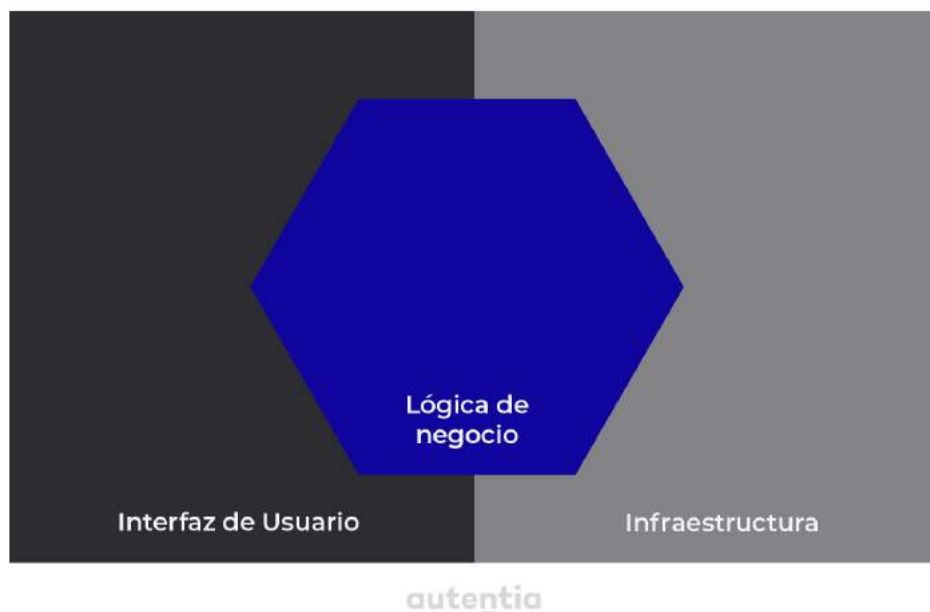 Lógica de
negocio
Interfaz de Usuario
Infraestructura
autentia